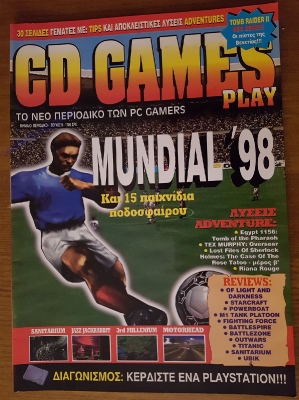 30 ΣΕΛΙΔΕΣ ΓΕΜΑΤΕΣ ΜΕ: TIPS ΚΑΙ ΑΠΟΚΛΕΙΣΤΙΚΕΣ ΛΥΣΕΙΣ ADVENTURES
TOMB RAIDER II
Οι πίστες της
Βενετίας!!!
CD GAMES
PLAY
ΤΟ ΝΕΟ ΠΕΡΙΟΔΙΚΟ ΤΩΝ PC GAMERS
MUNDIAL '98
Και 15 παιχνίδια
ποδοσφαίρου
ΛΥΣΕΙΣ
ADVENTURE:
• Egypt 1156:
Tomb of the Pharaoh
• TEX MURPHY: Overseer
• Lost Files Of Sherlock
Holmes: The Case Of The
Rose Tatoo - μέρος β'
• Riana Rouge
REVIEWS:
• OF LIGHT AND
DARKNESS
• STARCRAFT
• POWERBOAT
• M1 TANK PLATOON
• FIGHTING FORCE
• BATTLESPIRE
• BATTLEZONE
• OUTWARS
• TITANIC
• SANITARIUM
• UBIK
SANITARIUM
JAZZ JACKRABBIT
3rd MILLENIUM
MOTORHEAD
ΔΙΑΓΩΝΙΣΜΟΣ: ΚΕΡΔΙΣΤΕ ΕΝΑ PLAYSTATION!!!